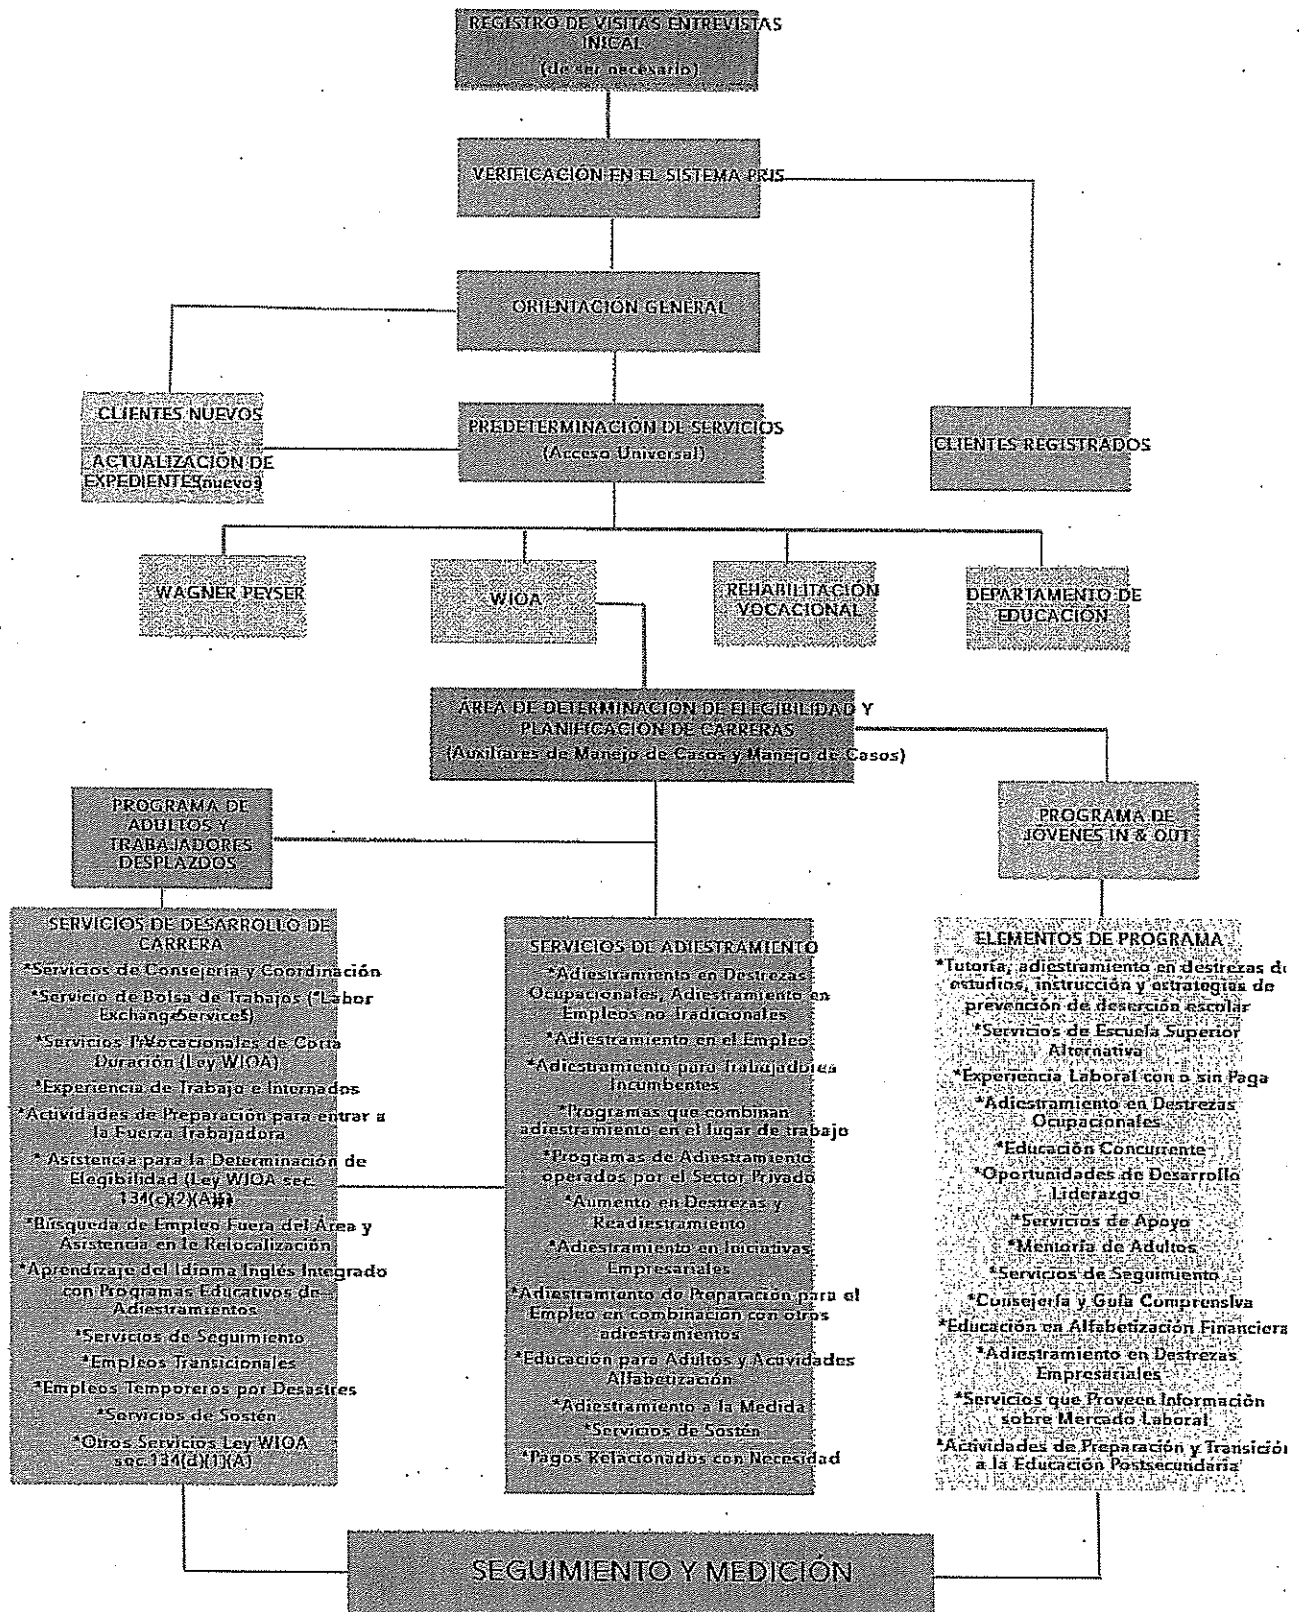 REGISTRO DE VISITAS ENTREVISTAS
INICAL
(de ser necesario)
VERIFICACIÓN EN EL SISTEMA PRIS
ORIENTACIÓN GENERAL
CLIENTES NUEVOS
ACTUALIZACIÓN DE
EXPEDIENTES(nuevos)
PREDETERMINACIÓN DE SERVICIOS
(Acceso Universal)
CLIENTES REGISTRADOS
WAGNER PEYSER
WIOA
REHABILITACIÓN
VOCACIONAL
DEPARTAMENTO DE
EDUCACIÓN
ÁREA DE DETERMINACIÓN DE ELEGIBILIDAD Y
PLANIFICACIÓN DE CARRERAS
(Auxiliares de Manejo de Casos y Manejo de Casos)
PROGRAMA DE
ADULTOS Y
TRABAJADORES
DESPLAZDOS
PROGRAMA DE
JOVENES IN & OUT
SERVICIOS DE DESARROLLO DE
CARRERA
*Servicios de Consejería y Coordinación
*Servicio de Bolsa de Trabajos ("Labor
Exchange Services)
*Servicios Vocacionales de Corta
Duración (Ley WIOA)
*Experiencia de Trabajo e Internados
*Actividades de Preparación para entrar a
la Fuerza Trabajadora
* Asistencia para la Determinación de
Elegibilidad (Ley WIOA sec.
134(c)(2)(A)
*Búsqueda de Empleo Fuera del Área y
Asistencia en le Relocalización
*Aprendizaje del Idioma Inglés Integrado
con Programas Educativos de
Adiestramientos
*Servicios de Seguimiento
*Empleos Transicionales
*Empleos Temporeros por Desastres
*Servicios de Sostén
*Otros Servicios Ley WIOA
sec.134(d)(1)(A)
SERVICIOS DE ADIESTRAMIENTO
*Adiestramiento en Destrezas
Ocupacionales, Adiestramiento en
Empleos no Tradicionales
*Adiestramiento en el Empleo
*Adiestramiento para Trabajadores
Incumbentes
*Programas que combinan
adiestramiento en el lugar de trabajo
*Programas de Adiestramiento
operados por el Sector Privado
*Aumento en Destrezas y
Readiestramiento
*Adiestramiento en Iniciativas
Empresariales
*Adiestramiento de Preparación para el
Empleo en combinación con otros
adiestramientos
*Educación para Adultos y Actividades
Alfabetización
*Adiestramiento a la Medida
*Servicios de Sostén
*Pagos Relacionados con Necesidad
ELEMENTOS DE PROGRAMA
*Tutoría, adiestramiento en destrezas de
estudios, instrucción y estrategias de
prevención de deserción escolar
*Servicios de Escuela Superior
Alternativa
*Experiencia Laboral con o sin Paga
*Adiestramiento en Destrezas
Ocupacionales
*Educación Concurrente
*Oportunidades de Desarrollo
Liderazgo
*Servicios de Apoyo
*Mentoría de Adultos
*Servicios de Seguimiento
*Consejería y Guía Comprensiva
*Educación en Alfabetización Financiera
*Adiestramiento en Destrezas
Empresariales
*Servicios que Proveen Información
sobre Mercado Laboral
*Actividades de Preparación y Transición
a la Educación Postsecundaria
SEGUIMIENTO Y MEDICIÓN